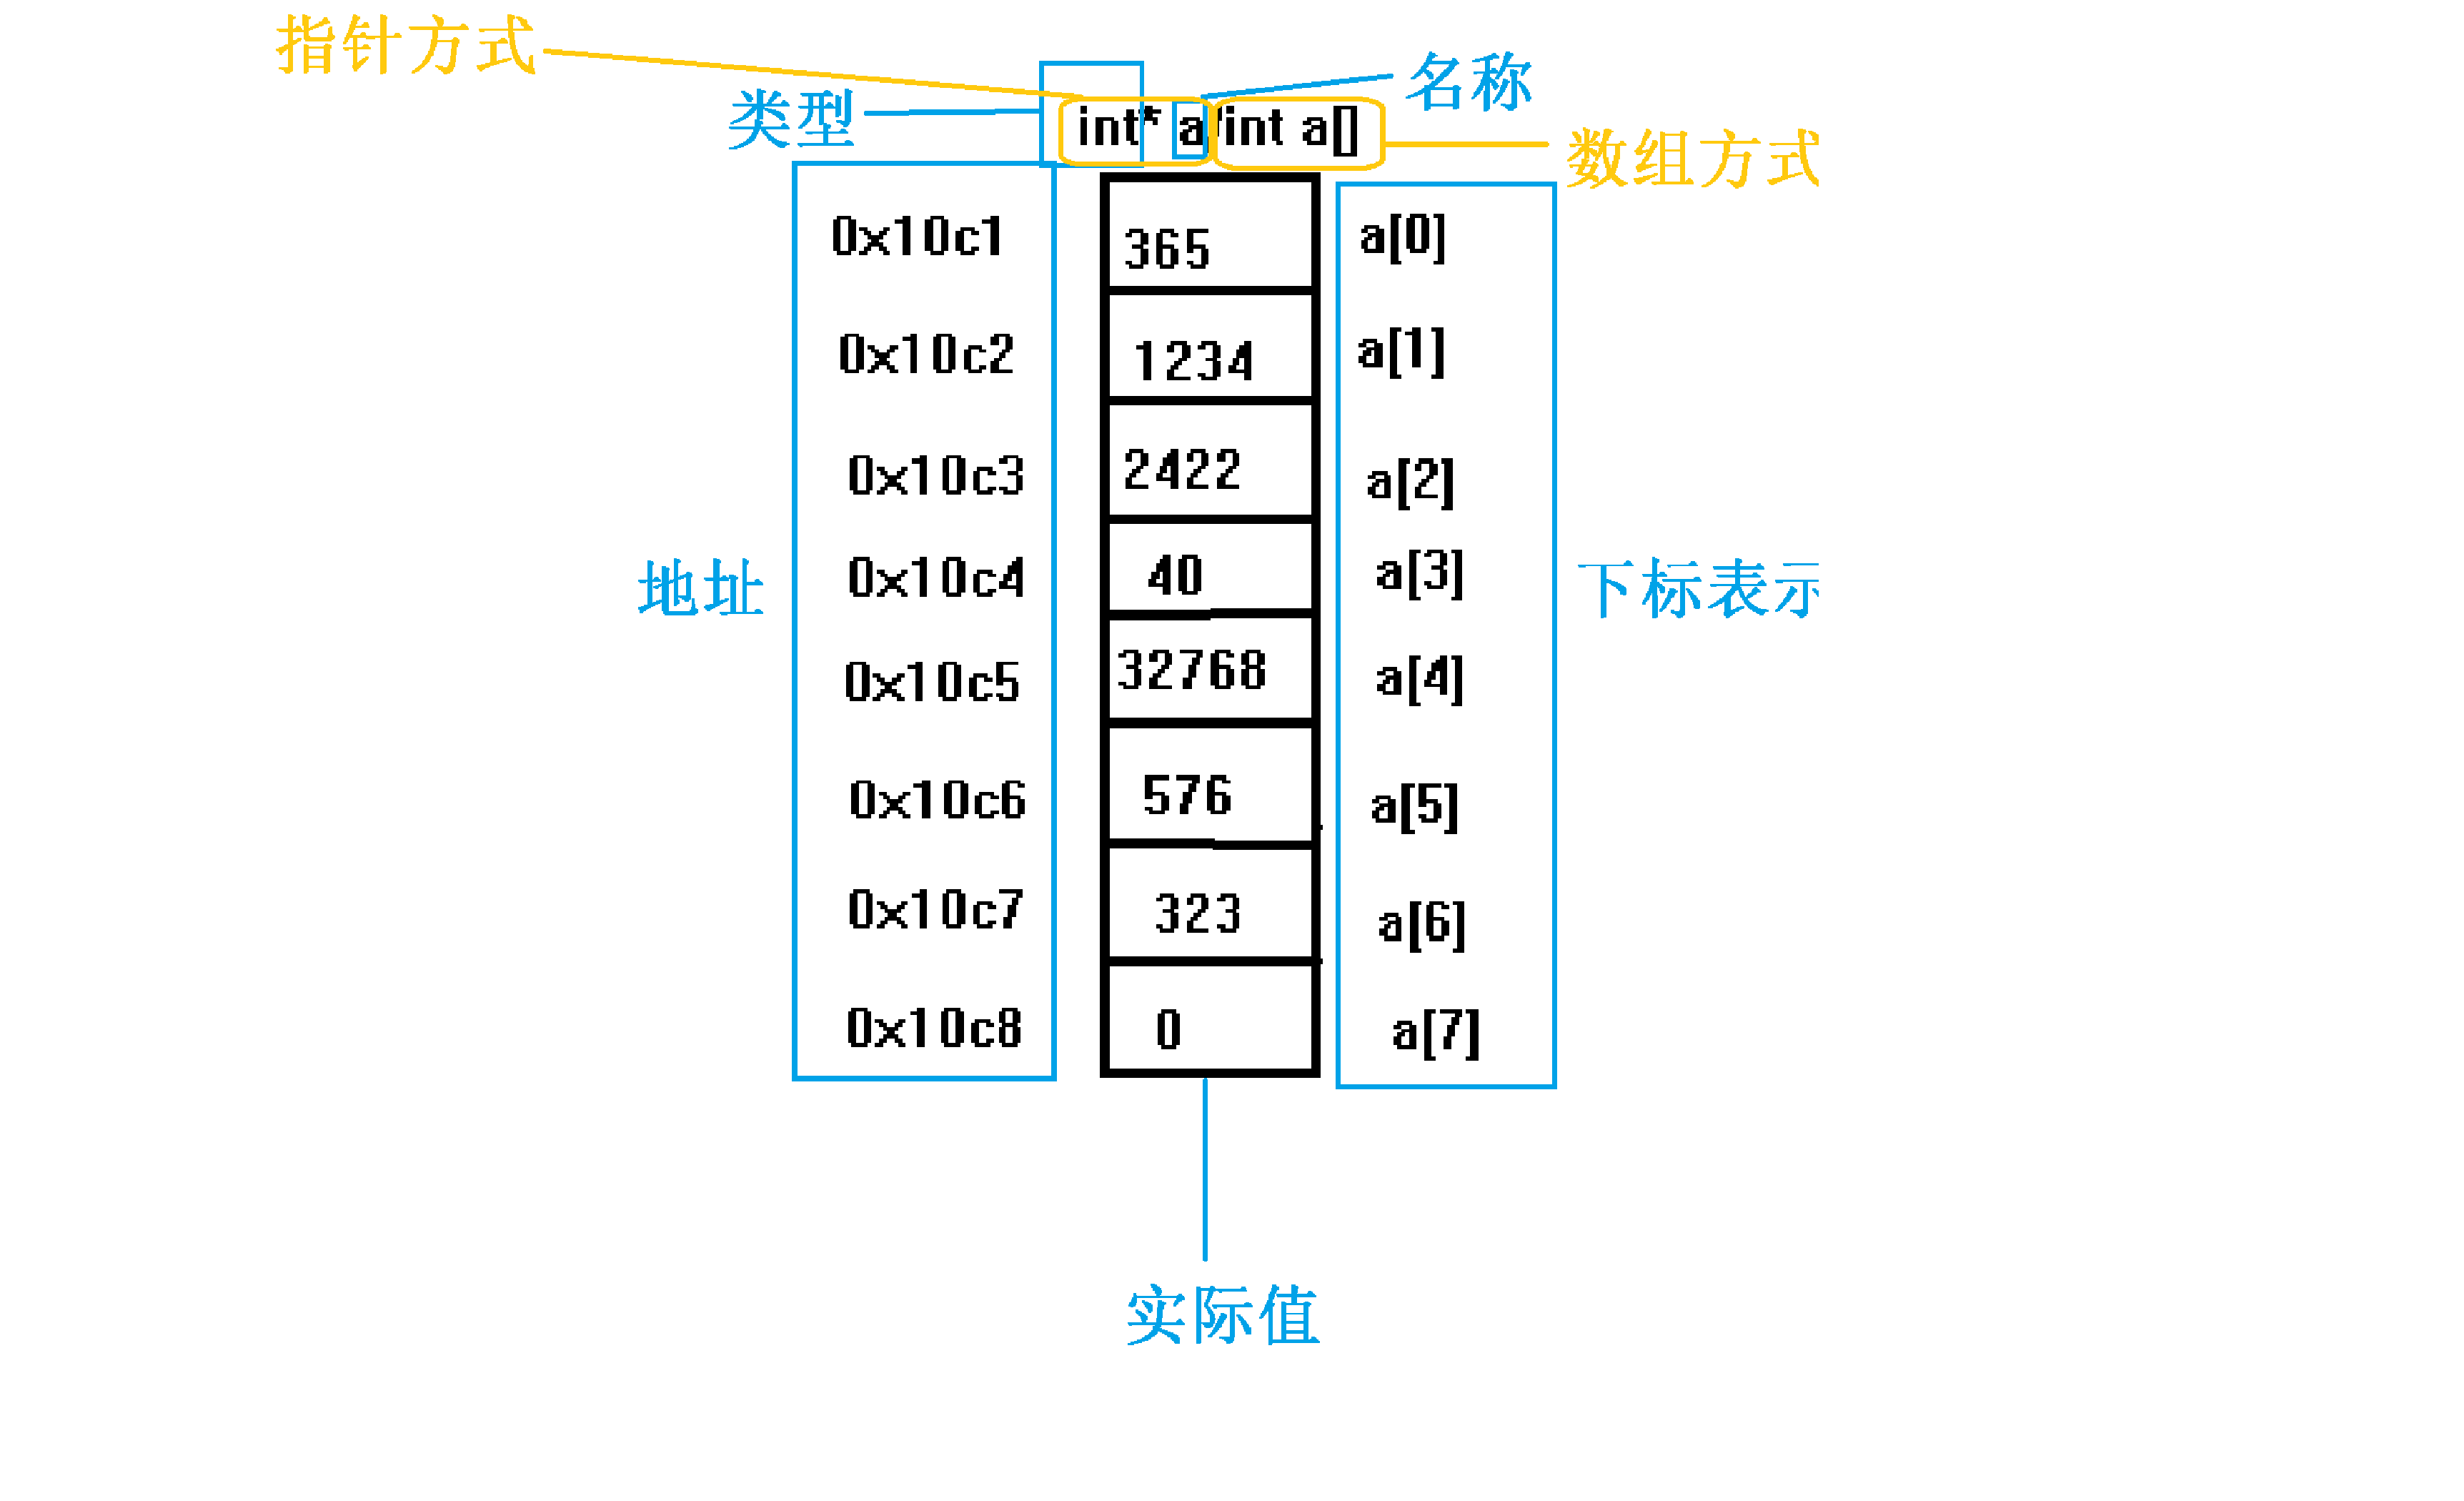 指针方式
名称
类型
int* a,int a[]
数组方式
0x10c1 365 a[0]
0x10c2 1234 a[1]
0x10c3 2422 a[2]
0x10c4 40 a[3]
地址
下标表示
0x10c5 32768 a[4]
0x10c6 576 a[5]
0x10c7 323 a[6]
0x10c8 0 a[7]
实际值